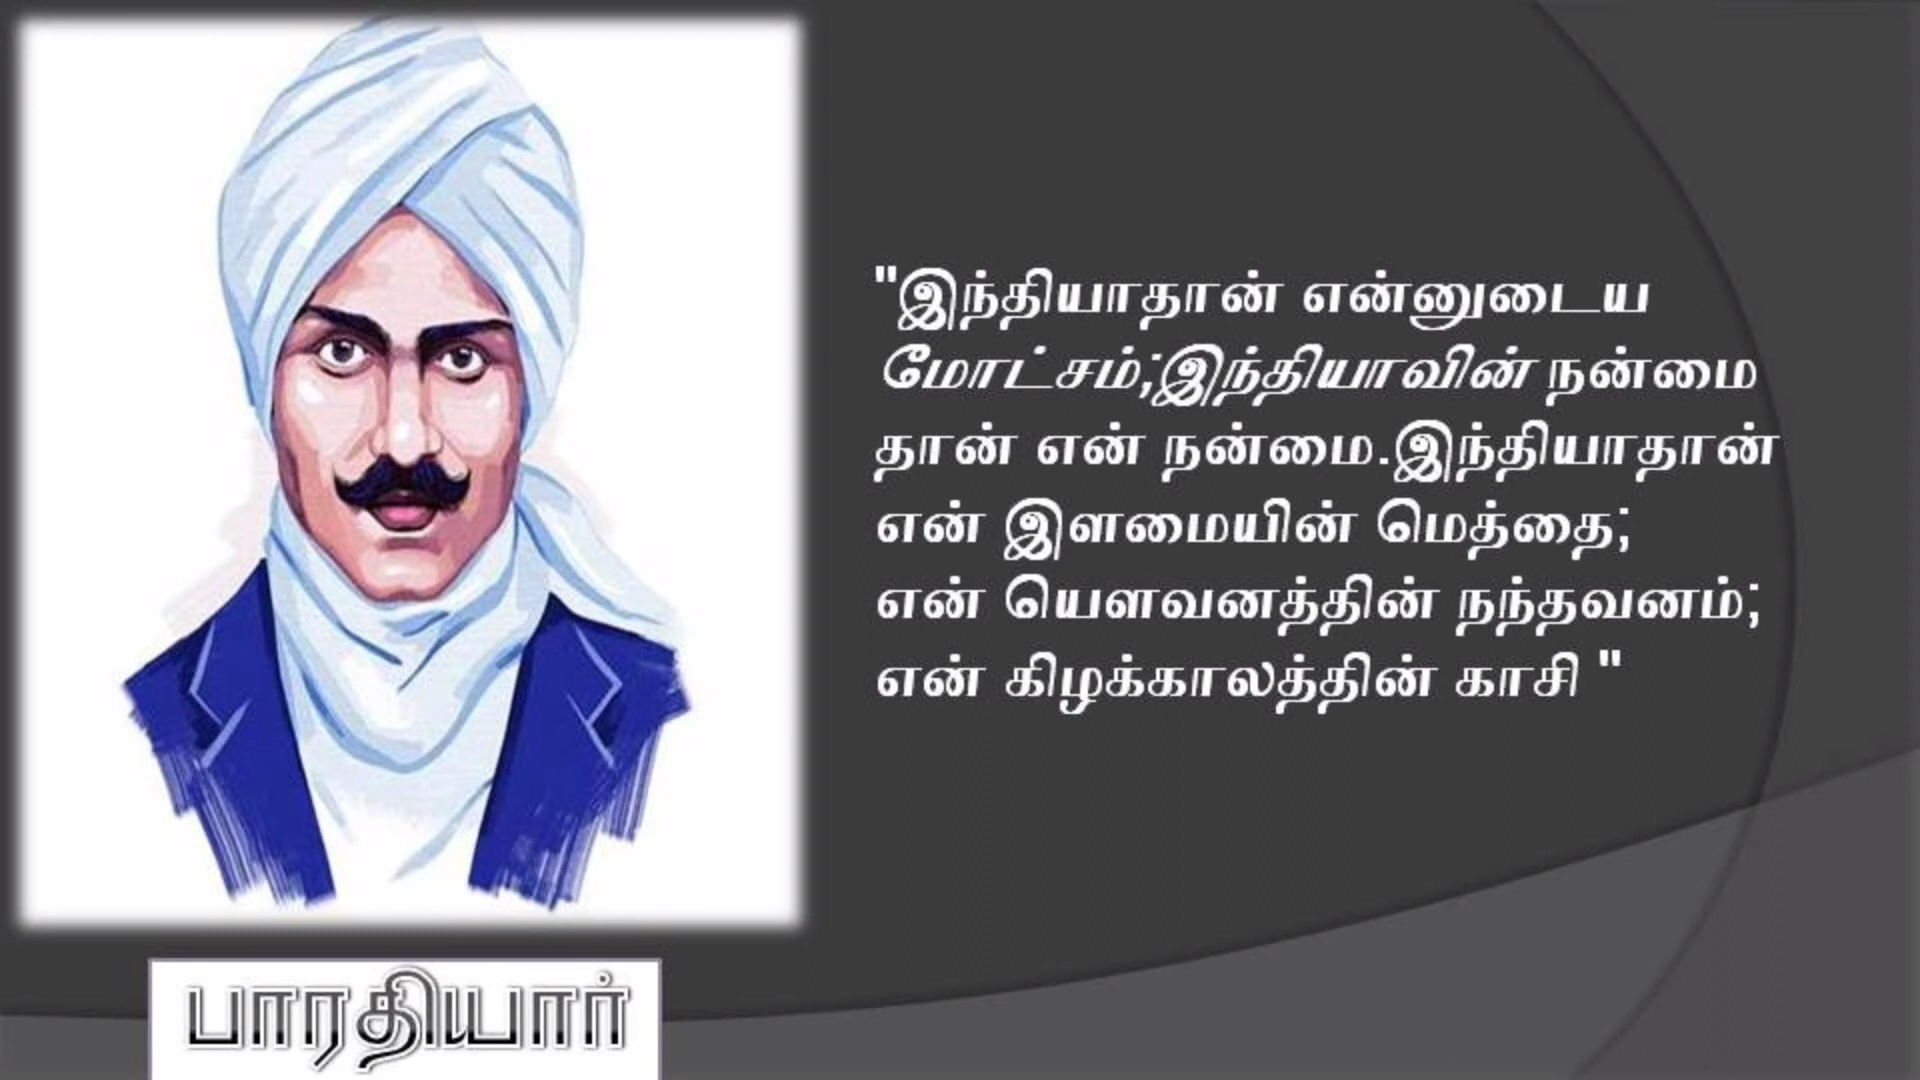 "இந்தியாதான் என்னுடைய
மோட்சம்;இந்தியாவின் நன்மை
தான் என் நன்மை.இந்தியாதான்
என் இளமையின் மெத்தை;
என் யௌவனத்தின் நந்தவனம்;
என் கிழக்காலத்தின் காசி "
பாரதியார்